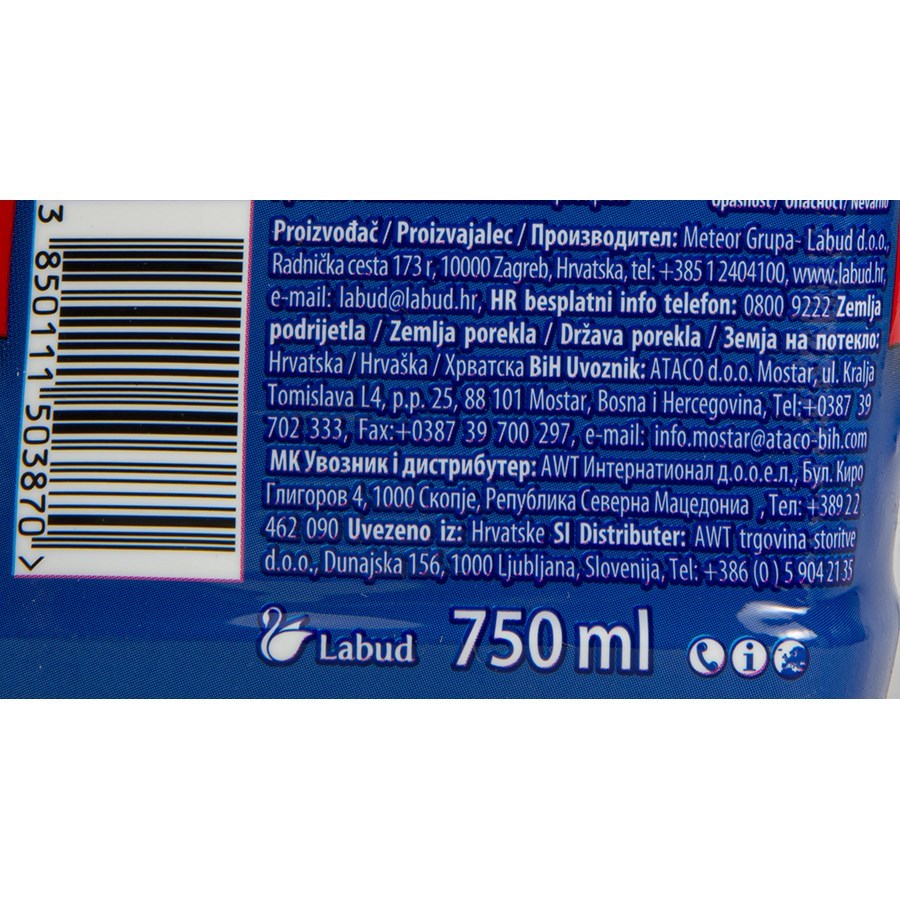 Opasnost / Опасност / Nevarno
Proizvođač / Proizvajalec / Производител: Meteor Grupa- Labud d.o.o.,
Radnička cesta 173 r, 10000 Zagreb, Hrvatska, tel: +385 1 2404100, www.labud.hr,
e-mail: labud@labud.hr, HR besplatni info telefon: 0800 9222 Zemlja
podrijetla / Zemlja porekla / Država porekla / Земја на потекло:
Hrvatska / Hrvaška / Хрватска BiH Uvoznik: ATACO d.o.o. Mostar, ul. Kralja
Tomislava L4, p.p. 25, 88 101 Mostar, Bosna i Hercegovina, Tel:+0387 39
702 333, Fax:+0387 39 700 297, e-mail: info.mostar@ataco-bih.com
МК Увозник i дистрибутер: AWT Интернатионал д.о.о.е.л., Бул. Киро
Глигоров 4, 1000 Скопје, Република Северна Македониа , Тел: +389 2 2
462 090 Uvezeno iz: Hrvatske SI Distributer: AWT trgovina storitve
d.o.o., Dunajska 156, 1000 Ljubljana, Slovenija, Tel: +386 (0) 5 904 21 35
Labud 750 ml
3 850111 503870 >